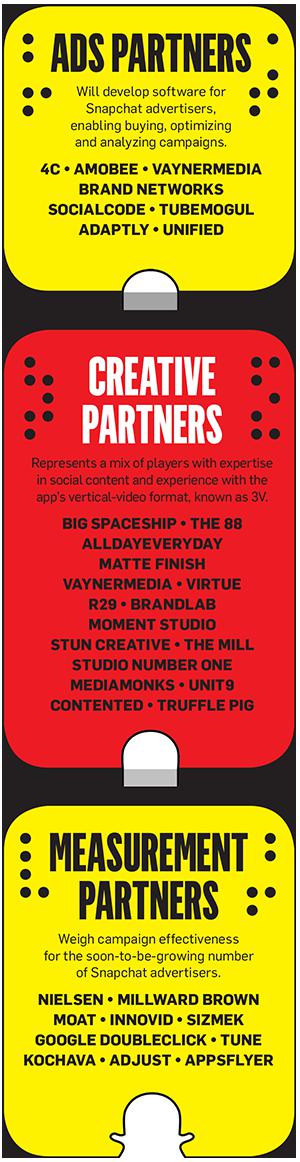 ADS PARTNERS
Will develop software for
Snapchat advertisers,
enabling buying, optimizing
and analyzing campaigns.
4C • AMOBEE • VAYNERMEDIA
BRAND NETWORKS
SOCIALCODE • TUBEMOGUL
ADAPTLY • UNIFIED
CREATIVE
PARTNERS
Represents a mix of players with expertise
in social content and experience with the
app's vertical-video format, known as 3V.
BIG SPACESHIP • THE 88
ALLDAYEVERYDAY
MATTE FINISH
VAYNERMEDIA • VIRTUE
R29 • BRANDLAB
MOMENT STUDIO
STUN CREATIVE • THE MILL
STUDIO NUMBER ONE
MEDIAMONKS • UNIT9
CONTENTED • TRUFFLE PIG
MEASUREMENT
PARTNERS
Weigh campaign effectiveness
for the soon-to-be-growing number
of Snapchat advertisers.
NIELSEN • MILLWARD BROWN
MOAT • INNOVID • SIZMEK
GOOGLE DOUBLECLICK • TUNE
KOCHAVA • ADJUST • APPSFLYER